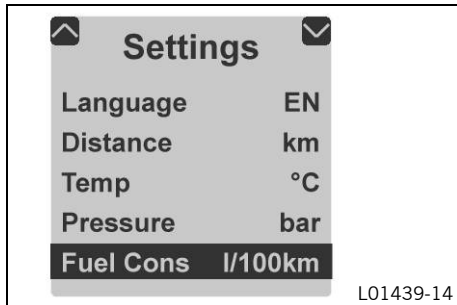 Settings
Language EN
Distance km
Temp °C
Pressure bar
Fuel Cons l/100km
L01439-14